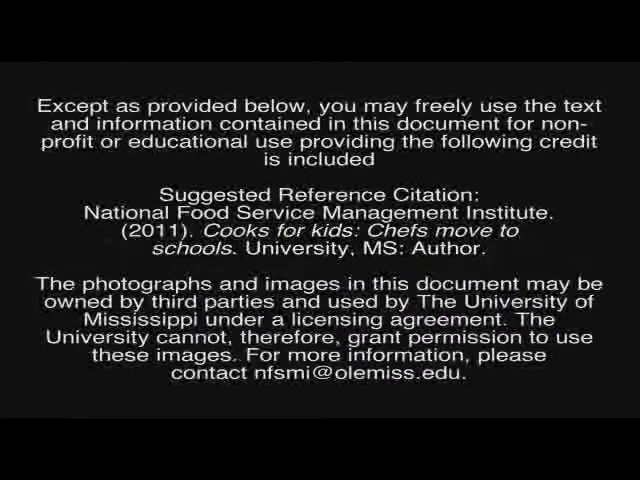 Except as provided below, you may freely use the text
and information contained in this document for non-
profit or educational use providing the following credit
is included
Suggested Reference Citation:
National Food Service Management Institute.
(2011). Cooks for kids: Chefs move to
schools. University, MS: Author.
The photographs and images in this document may be
owned by third parties and used by The University of
Mississippi under a licensing agreement. The
University cannot, therefore, grant permission to use
these images. For more information, please
contact nfsmi@olemiss.edu.